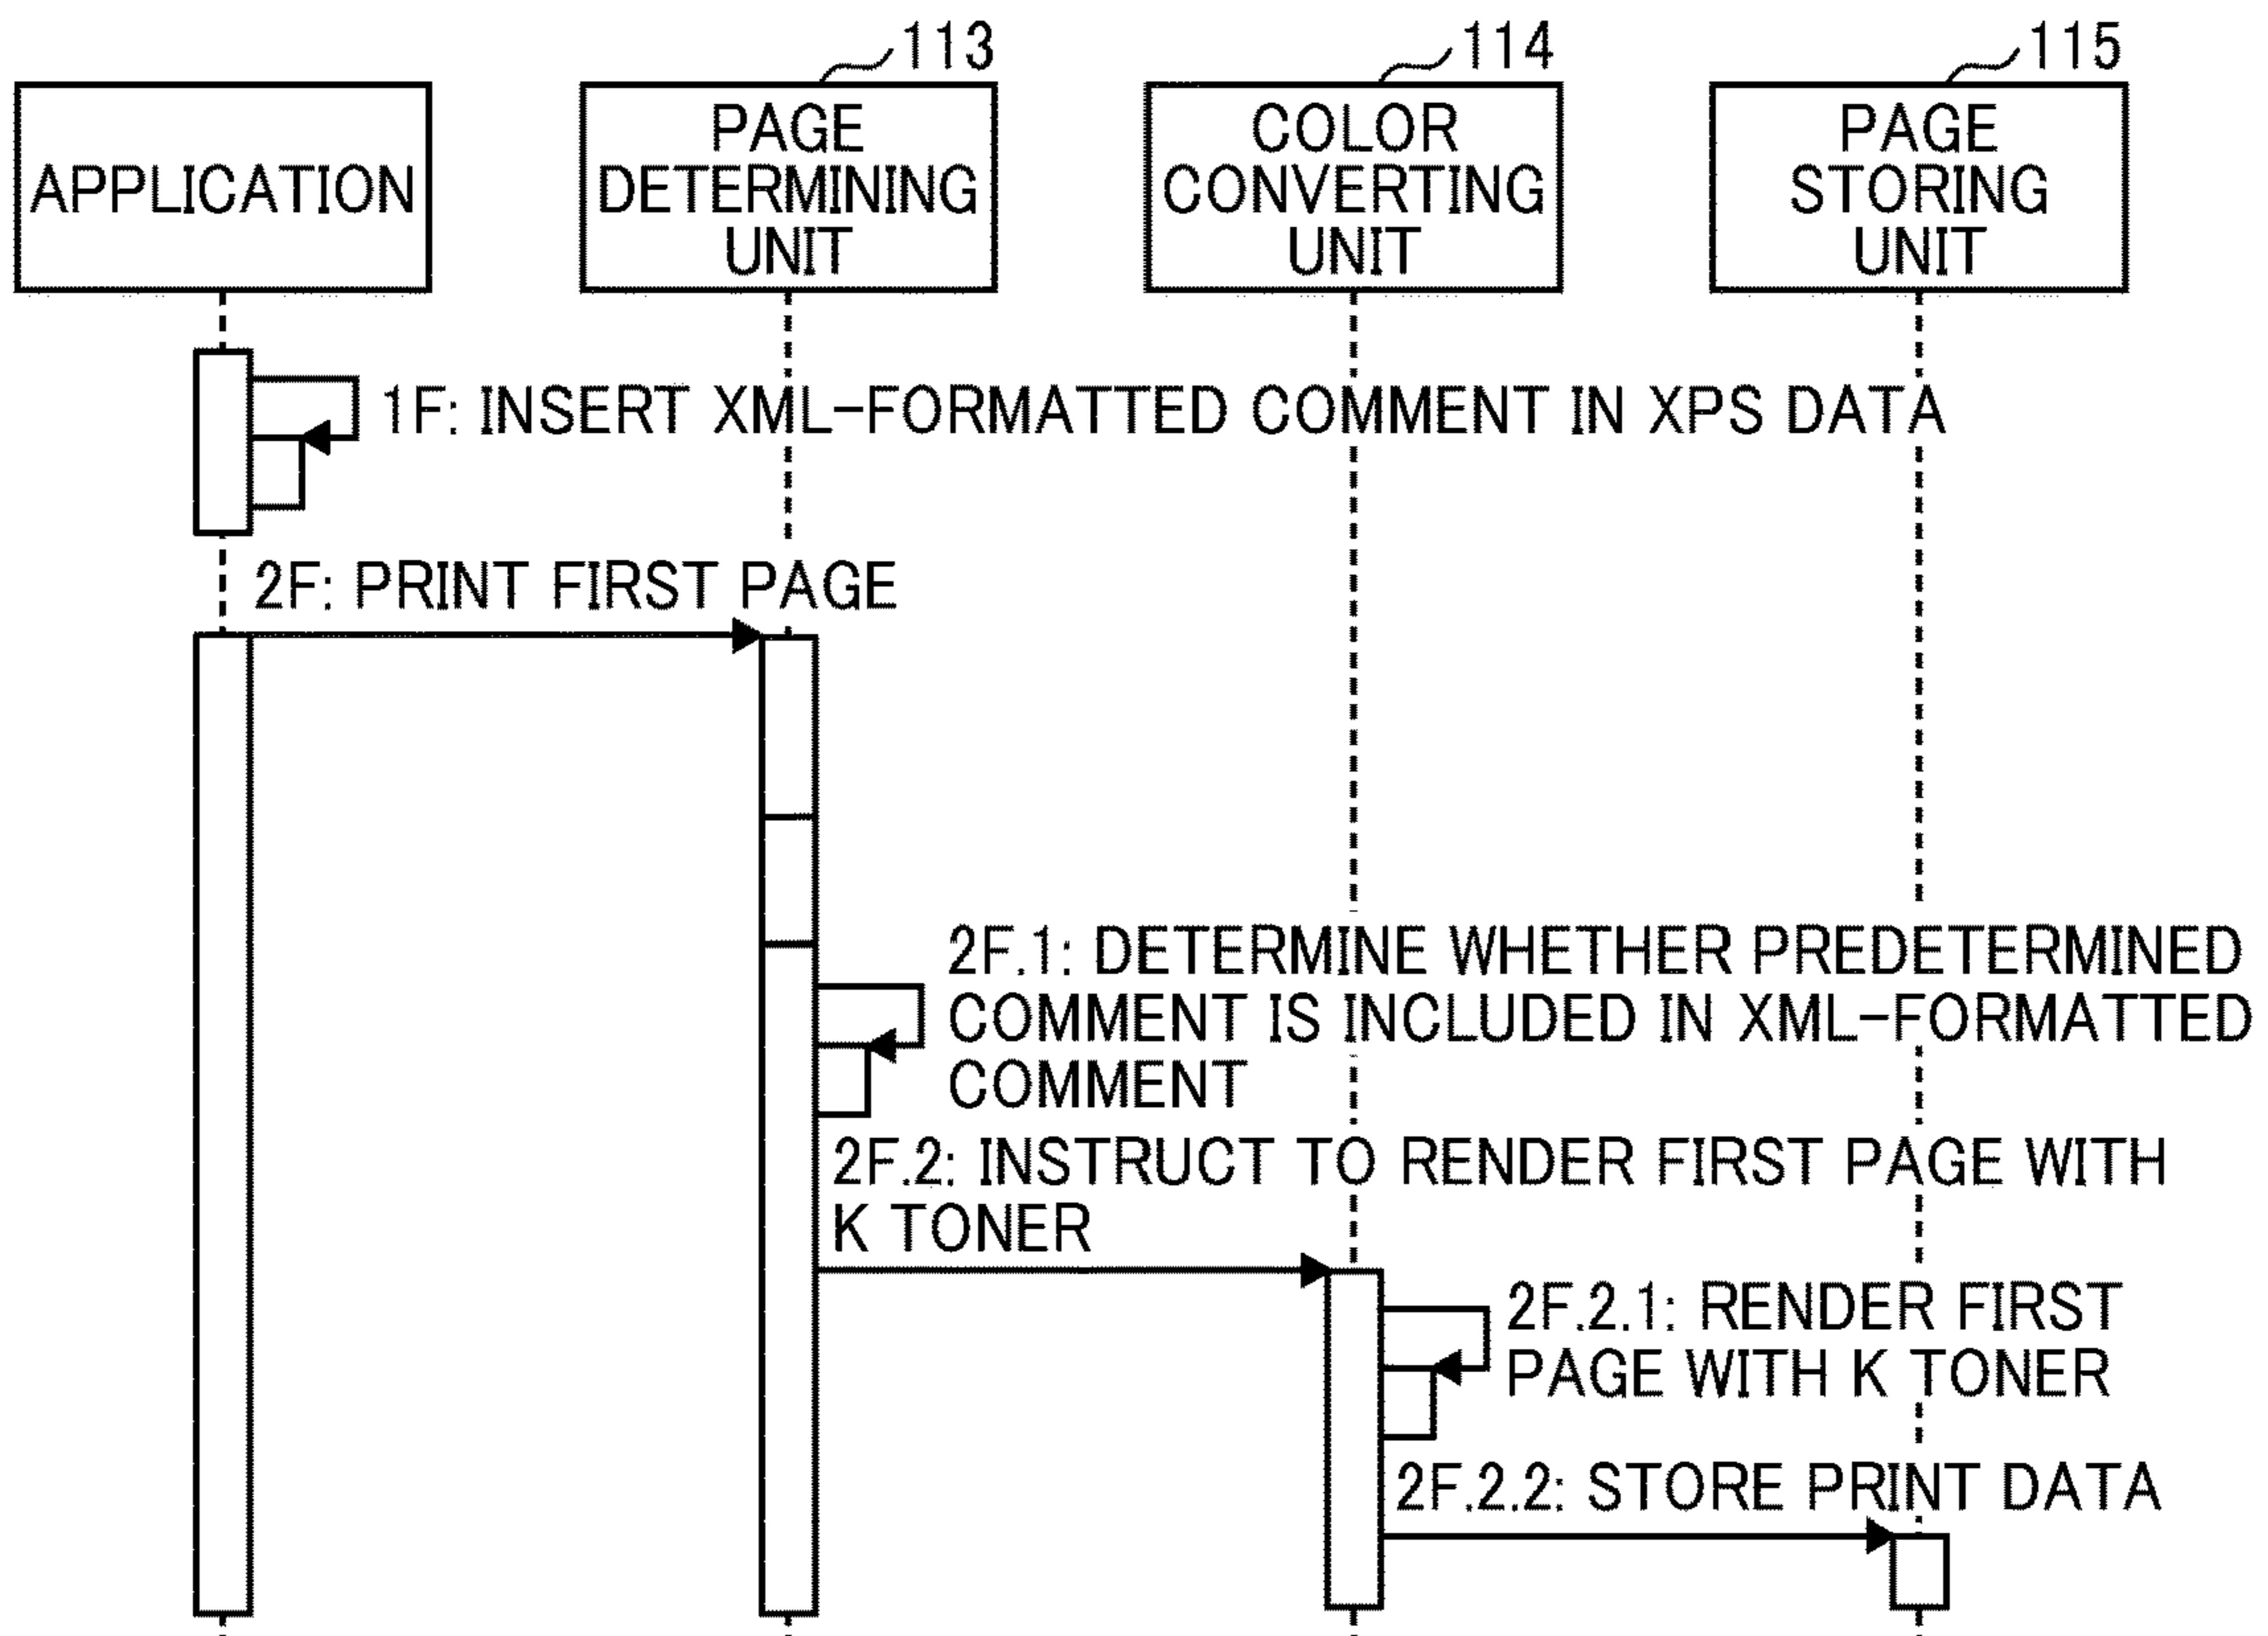 113
114
115
APPLICATION
PAGE
DETERMINING
UNIT
COLOR
CONVERTING
UNIT
PAGE
STORING
UNIT
1F: INSERT XML-FORMATTED COMMENT IN XPS DATA
2F: PRINT FIRST PAGE
2F.1: DETERMINE WHETHER PREDETERMINED
COMMENT IS INCLUDED IN XML-FORMATTED
COMMENT
2F.2: INSTRUCT TO RENDER FIRST PAGE WITH
K TONER
2F.2.1: RENDER FIRST
PAGE WITH K TONER
2F.2.2: STORE PRINT DATA